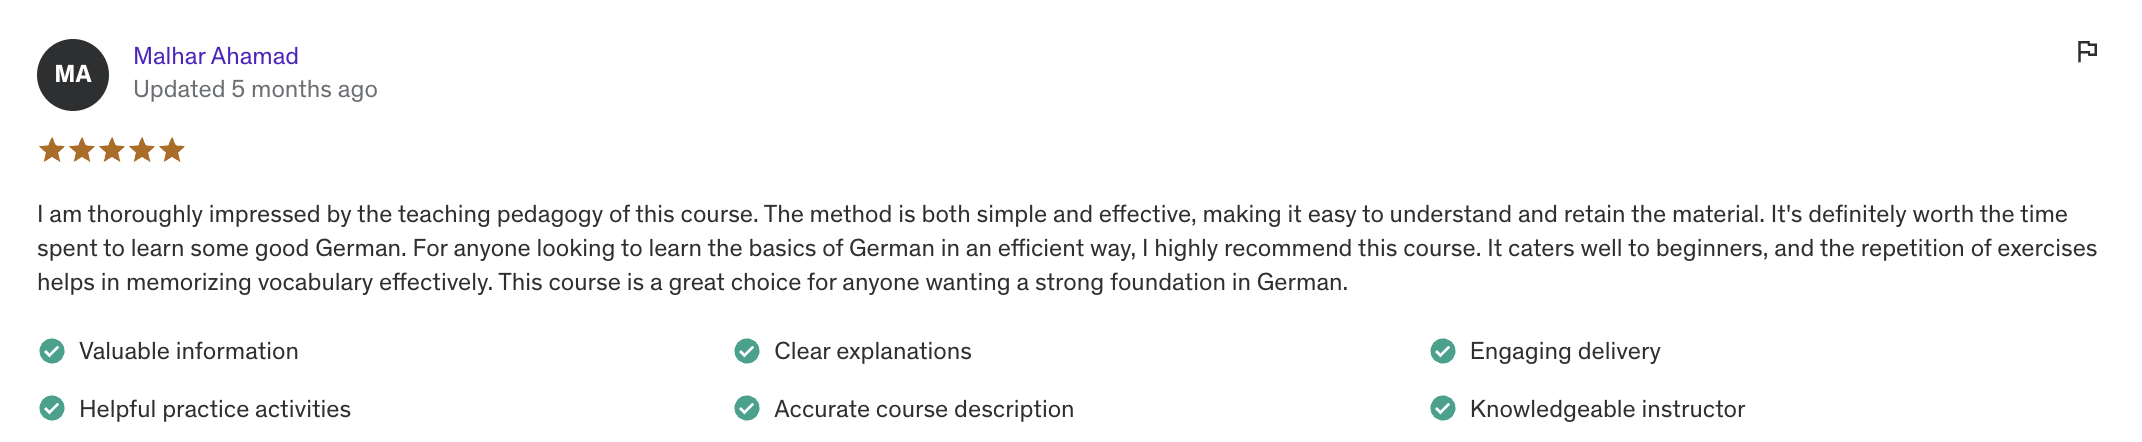 MA
Malhar Ahamad
Updated 5 months ago
I am thoroughly impressed by the teaching pedagogy of this course. The method is both simple and effective, making it easy to understand and retain the material. It's definitely worth the time
spent to learn some good German. For anyone looking to learn the basics of German in an efficient way, I highly recommend this course. It caters well to beginners, and the repetition of exercises
helps in memorizing vocabulary effectively. This course is a great choice for anyone wanting a strong foundation in German.
Valuable information
Clear explanations
Engaging delivery
Helpful practice activities
Accurate course description
Knowledgeable instructor